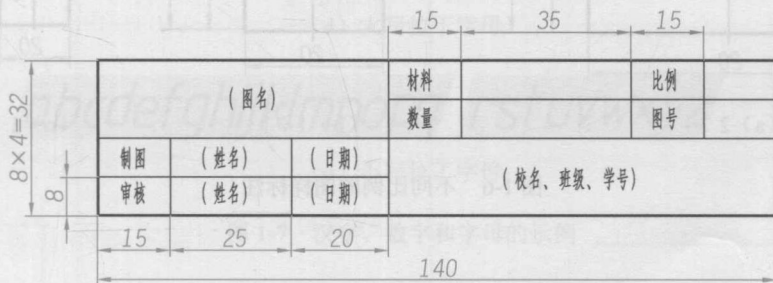 15 35 15
(图名) 材料 比例
数量 图号
8×4=32
制图 (姓名) (日期) (校名、班级、学号)
8
审核 (姓名) (日期)
15 25 20
140